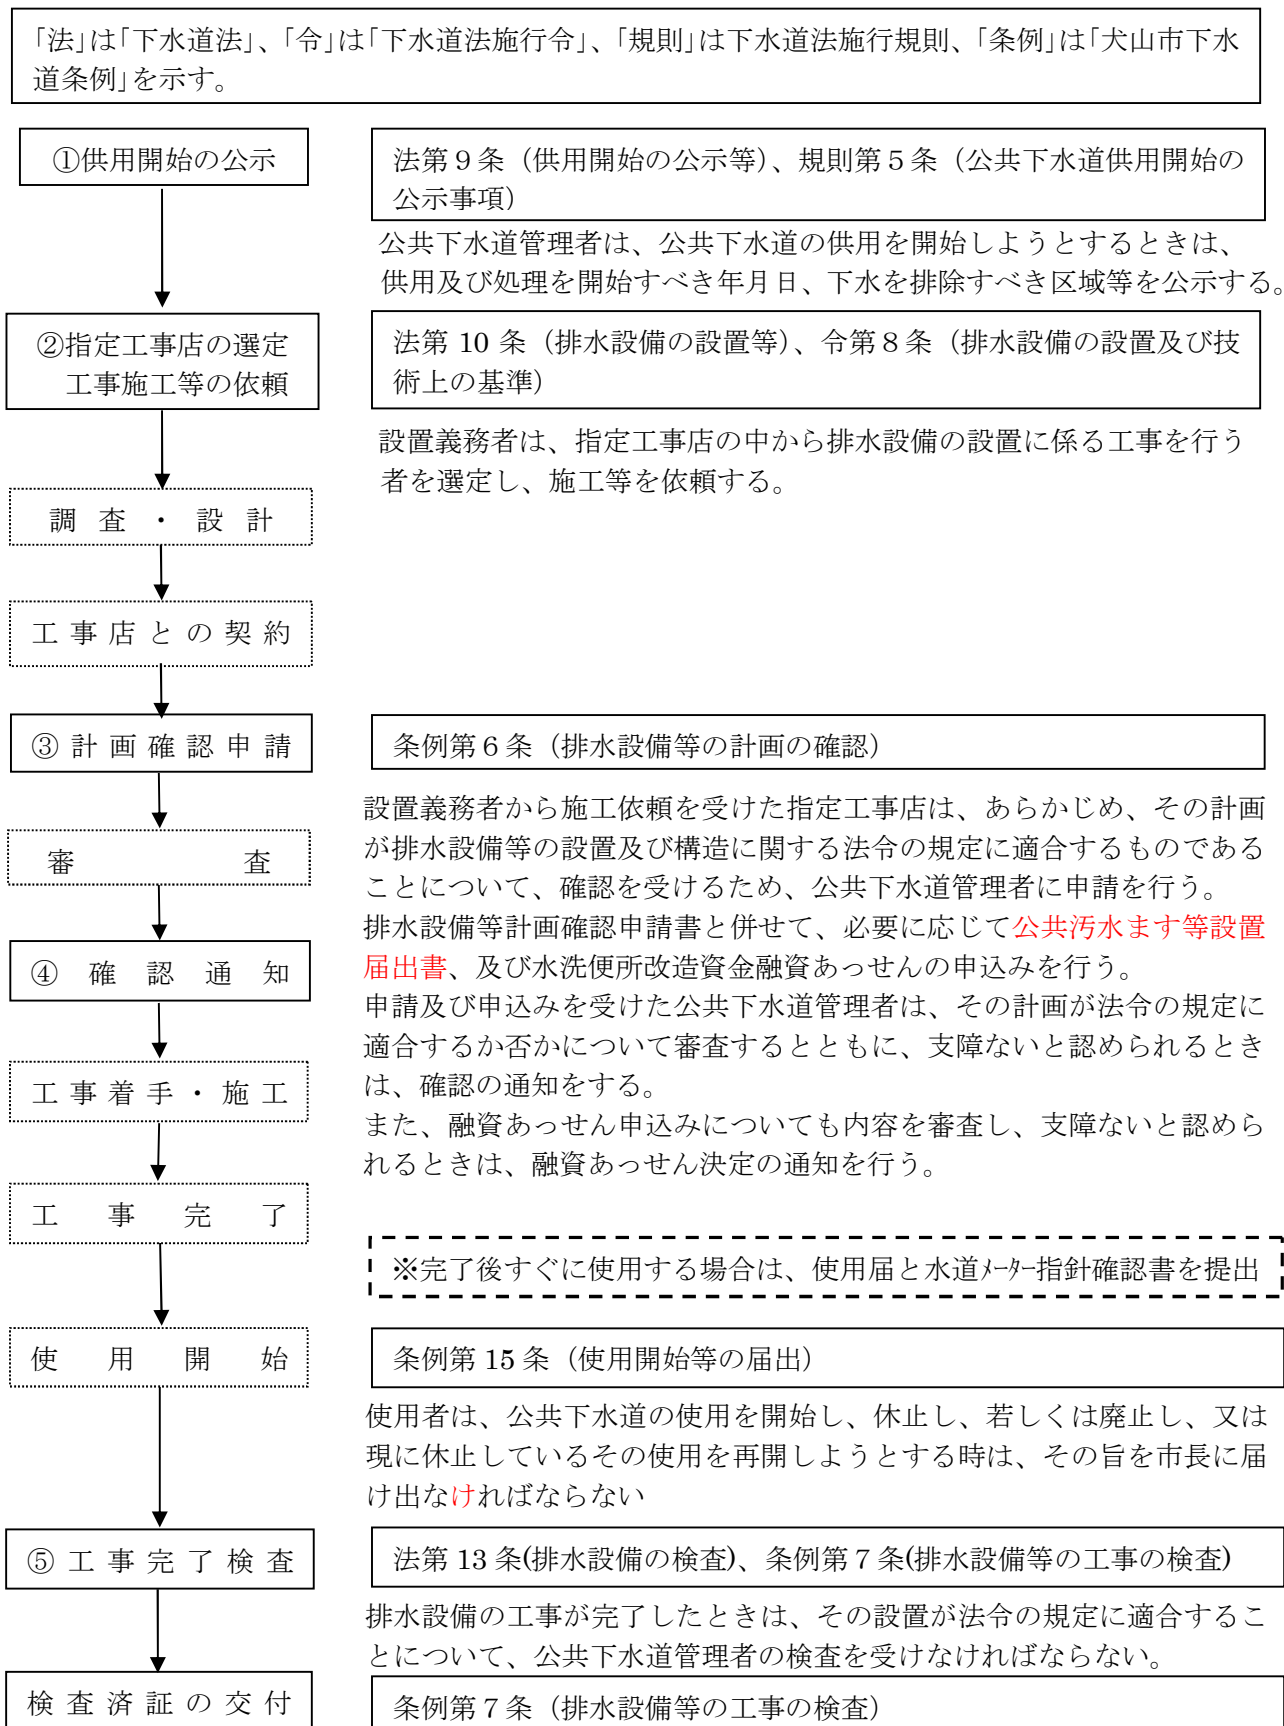 「法」は「下水道法」、「令」は「下水道法施行令」、「規則」は下水道法施行規則、「条例」は「犬山市下水
道条例」を示す。
①供用開始の公示
法第９条（供用開始の公示等）、規則第５条（公共下水道供用開始の
公示事項）
公共下水道管理者は、公共下水道の供用を開始しようとするときは、
供用及び処理を開始すべき年月日、下水を排除すべき区域等を公示する。
②指定工事店の選定
工事施工等の依頼
法第 10 条（排水設備の設置等）、令第８条（排水設備の設置及び技
術上の基準）
設置義務者は、指定工事店の中から排水設備の設置に係る工事を行う
者を選定し、施工等を依頼する。
調査・設計
工事店との契約
③計画確認申請
条例第６条（排水設備等の計画の確認）
設置義務者から施工依頼を受けた指定工事店は、あらかじめ、その計画
が排水設備等の設置及び構造に関する法令の規定に適合するものである
ことについて、確認を受けるため、公共下水道管理者に申請を行う。
排水設備等計画確認申請書と併せて、必要に応じて公共汚水ます等設置
届出書、及び水洗便所改造資金融資あっせんの申込みを行う。
申請及び申込みを受けた公共下水道管理者は、その計画が法令の規定に
適合するか否かについて審査するとともに、支障ないと認められるとき
は、確認の通知をする。
また、融資あっせん申込みについても内容を審査し、支障ないと認めら
れるときは、融資あっせん決定の通知を行う。
審査
④確認通知
工事着手・施工
工事完了
※完了後すぐに使用する場合は、使用届と水道ﾒｰﾀｰ指針確認書を提出
使用開始
条例第 15 条（使用開始等の届出）
使用者は、公共下水道の使用を開始し、休止し、若しくは廃止し、又は
現に休止しているその使用を再開しようとする時は、その旨を市長に届
け出なければならない
⑤工事完了検査
法第 13 条(排水設備の検査)、条例第７条(排水設備等の工事の検査)
排水設備の工事が完了したときは、その設置が法令の規定に適合するこ
とについて、公共下水道管理者の検査を受けなければならない。
検査済証の交付
条例第７条（排水設備等の工事の検査）